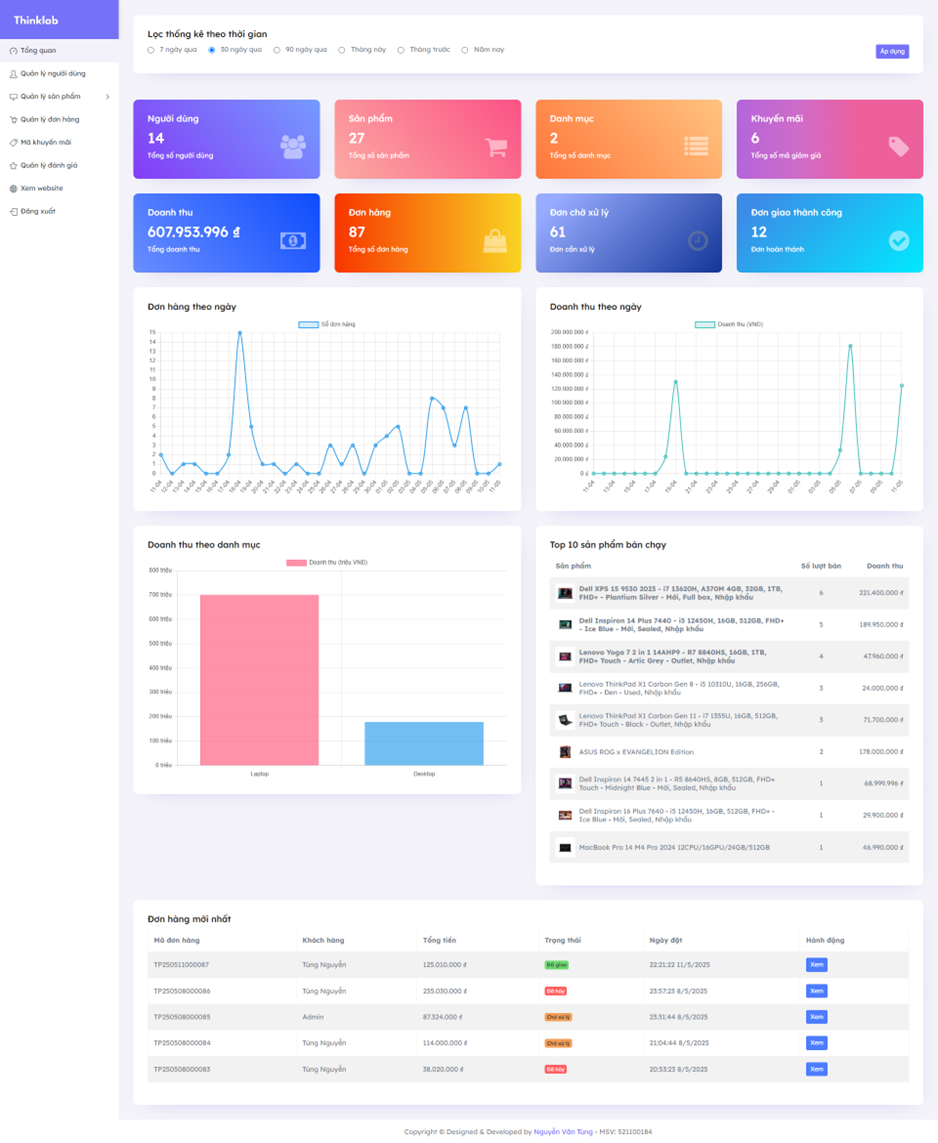 Thinklab
Tổng quan
Quản lý người dùng
Quản lý sản phẩm
Quản lý đơn hàng
Mã khuyến mãi
Quản lý đánh giá
Xem website
Đăng xuất
Lọc thống kê theo thời gian
7 ngày qua 30 ngày qua 90 ngày qua Tháng này Tháng trước Năm nay
Áp dụng
Người dùng
14
Tổng số người dùng
Sản phẩm
27
Tổng số sản phẩm
Danh mục
2
Tổng số danh mục
Khuyến mãi
6
Tổng số mã giảm giá
Doanh thu
607.953.996 ₫
Tổng doanh thu
Đơn hàng
87
Tổng số đơn hàng
Đơn chờ xử lý
61
Đơn cần xử lý
Đơn giao thành công
12
Đơn hoàn thành
Đơn hàng theo ngày
Số đơn hàng
15
14
13
12
11
10
9
8
7
6
5
4
3
2
1
0
11-04 12-04 13-04 14-04 15-04 16-04 17-04 18-04 19-04 20-04 21-04 22-04 23-04 24-04 25-04 26-04 27-04 28-04 29-04 30-04 01-05 02-05 03-05 04-05 05-05 06-05 07-05 08-05 09-05 10-05 11-05
Doanh thu theo ngày
Doanh thu (VNĐ)
200.000.000 ₫
180.000.000 ₫
160.000.000 ₫
140.000.000 ₫
120.000.000 ₫
100.000.000 ₫
80.000.000 ₫
60.000.000 ₫
40.000.000 ₫
20.000.000 ₫
0 ₫
11-04 13-04 15-04 17-04 19-04 21-04 23-04 25-04 27-04 29-04 01-05 03-05 05-05 07-05 09-05 11-05
Doanh thu theo danh mục
Doanh thu (triệu VNĐ)
800 triệu
700 triệu
600 triệu
500 triệu
400 triệu
300 triệu
200 triệu
100 triệu
0 triệu
Laptop Desktop
Top 10 sản phẩm bán chạy
Sản phẩm Số lượt bán Doanh thu
Dell XPS 15 9530 2023 - i7 13620H, A370M 4GB, 32GB, 1TB,
FHD+ - Plantium Silver - Mới, Full box, Nhập khẩu
6 221.400.000 ₫
Dell Inspiron 14 Plus 7440 - i5 12450H, 16GB, 512GB, FHD+
- Ice Blue - Mới, Sealed, Nhập khẩu
5 189.950.000 ₫
Lenovo Yoga 7 2 in 1 14AHP9 - R7 8840HS, 16GB, 1TB,
FHD+ Touch - Artic Grey - Outlet, Nhập khẩu
4 47.960.000 ₫
Lenovo ThinkPad X1 Carbon Gen 8 - i5 10310U, 16GB, 256GB,
FHD+ - Đen - Used, Nhập khẩu
3 24.000.000 ₫
Lenovo ThinkPad X1 Carbon Gen 11 - i7 1355U, 16GB, 512GB,
FHD+ Touch - Black - Outlet, Nhập khẩu
3 71.700.000 ₫
ASUS ROG x EVANGELION Edition
2 178.000.000 ₫
Dell Inspiron 14 7445 2 in 1 - R5 8640HS, 8GB, 512GB, FHD+
Touch - Midnight Blue - Mới, Sealed, Nhập khẩu
1 68.999.996 ₫
Dell Inspiron 16 Plus 7640 - i5 12450H, 16GB, 512GB, FHD+ -
Ice Blue - Mới, Sealed, Nhập khẩu
1 29.900.000 ₫
MacBook Pro 14 M4 Pro 2024 12CPU/16GPU/24GB/512GB
1 46.990.000 ₫
Đơn hàng mới nhất
Mã đơn hàng Khách hàng Tổng tiền Trạng thái Ngày đặt Hành động
TP250511000087 Tùng Nguyễn 125.010.000 ₫ Đã giao 22:21:22 11/5/2025 Xem
TP250508000086 Tùng Nguyễn 235.030.000 ₫ Đã hủy 23:57:23 8/5/2025 Xem
TP250508000085 Admin 87.324.000 ₫ Chờ xử lý 23:31:44 8/5/2025 Xem
TP250508000084 Tùng Nguyễn 114.000.000 ₫ Chờ xử lý 21:04:44 8/5/2025 Xem
TP250508000083 Tùng Nguyễn 38.020.000 ₫ Đã hủy 20:53:23 8/5/2025 Xem
Copyright © Designed & Developed by Nguyễn Văn Tùng - MSV: 521100184